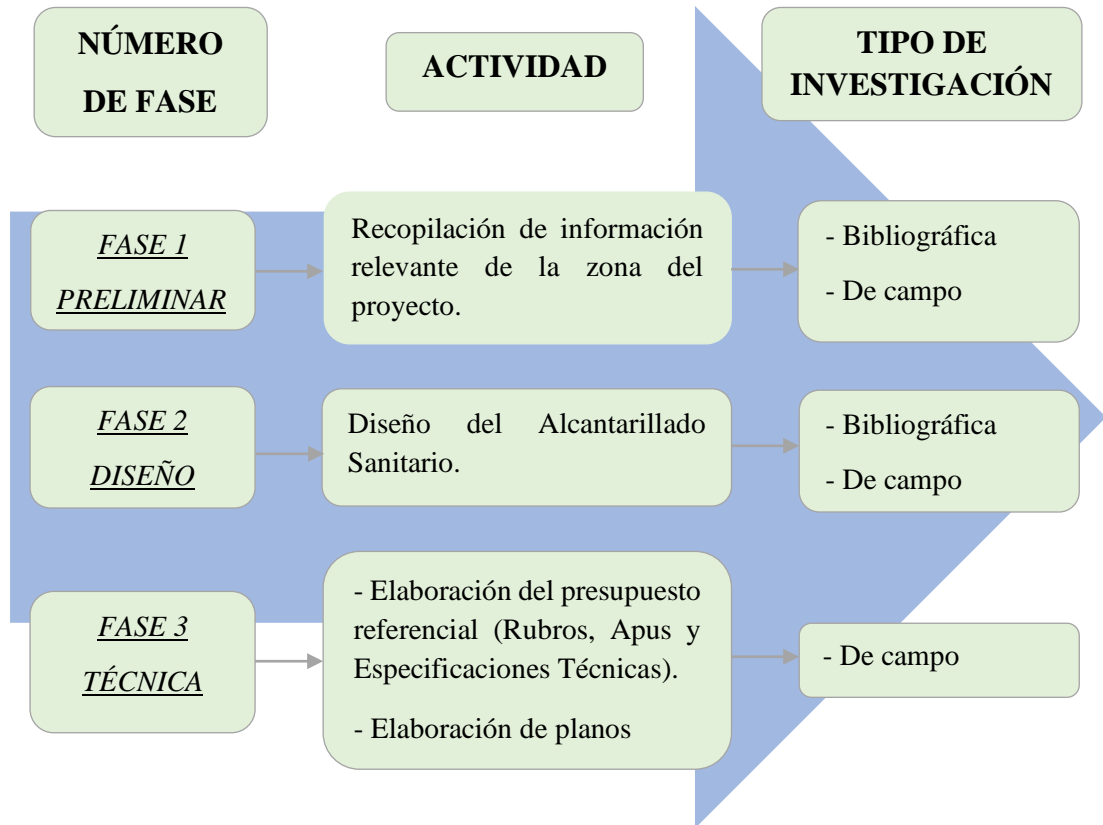 NÚMERO
DE FASE
ACTIVIDAD
TIPO DE
INVESTIGACIÓN
FASE 1
PRELIMINAR
Recopilación de información
relevante de la zona del
proyecto.
- Bibliográfica
- De campo
FASE 2
DISEÑO
Diseño del Alcantarillado
Sanitario.
- Bibliográfica
- De campo
FASE 3
TÉCNICA
- Elaboración del presupuesto
referencial (Rubros, Apus y
Especificaciones Técnicas).
- Elaboración de planos
- De campo